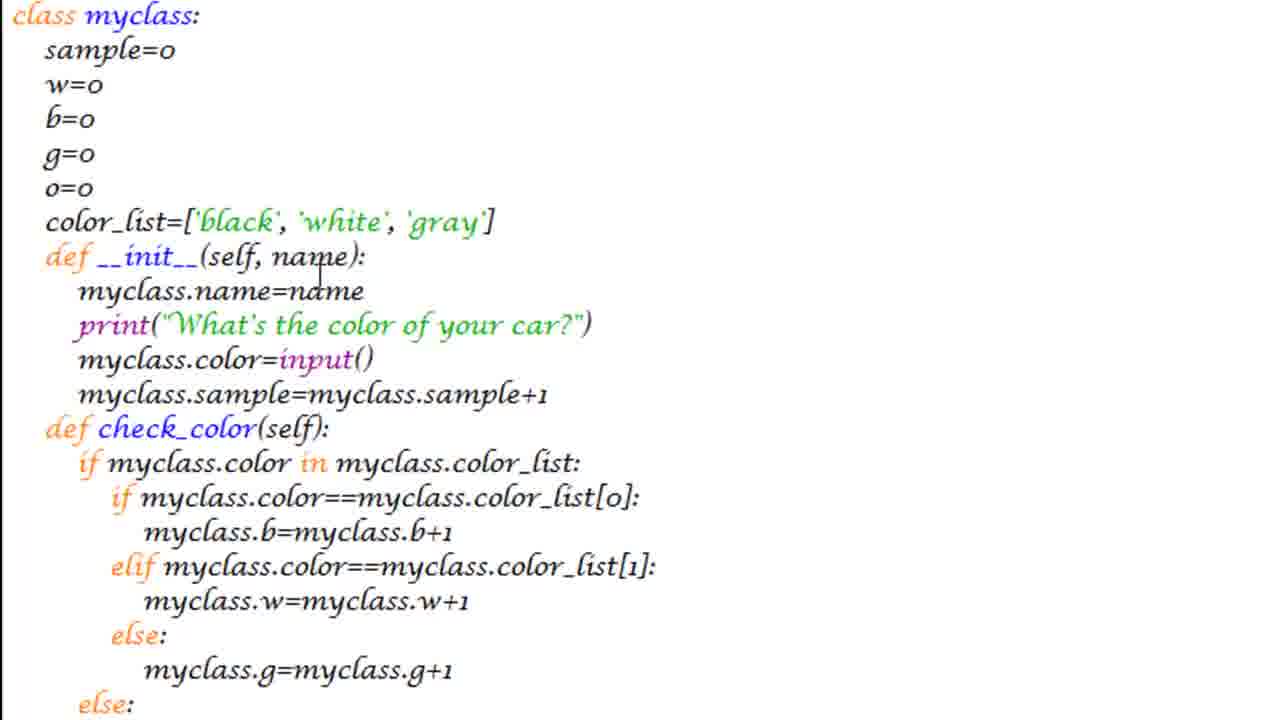 class myclass:
    sample=0
    w=0
    b=0
    g=0
    o=0
    color_list=['black', 'white', 'gray']
    def __init__(self, name):
        myclass.name=name
        print("What's the color of your car?")
        myclass.color=input()
        myclass.sample=myclass.sample+1
    def check_color(self):
        if myclass.color in myclass.color_list:
            if myclass.color==myclass.color_list[0]:
                myclass.b=myclass.b+1
            elif myclass.color==myclass.color_list[1]:
                myclass.w=myclass.w+1
            else:
                myclass.g=myclass.g+1
        else: